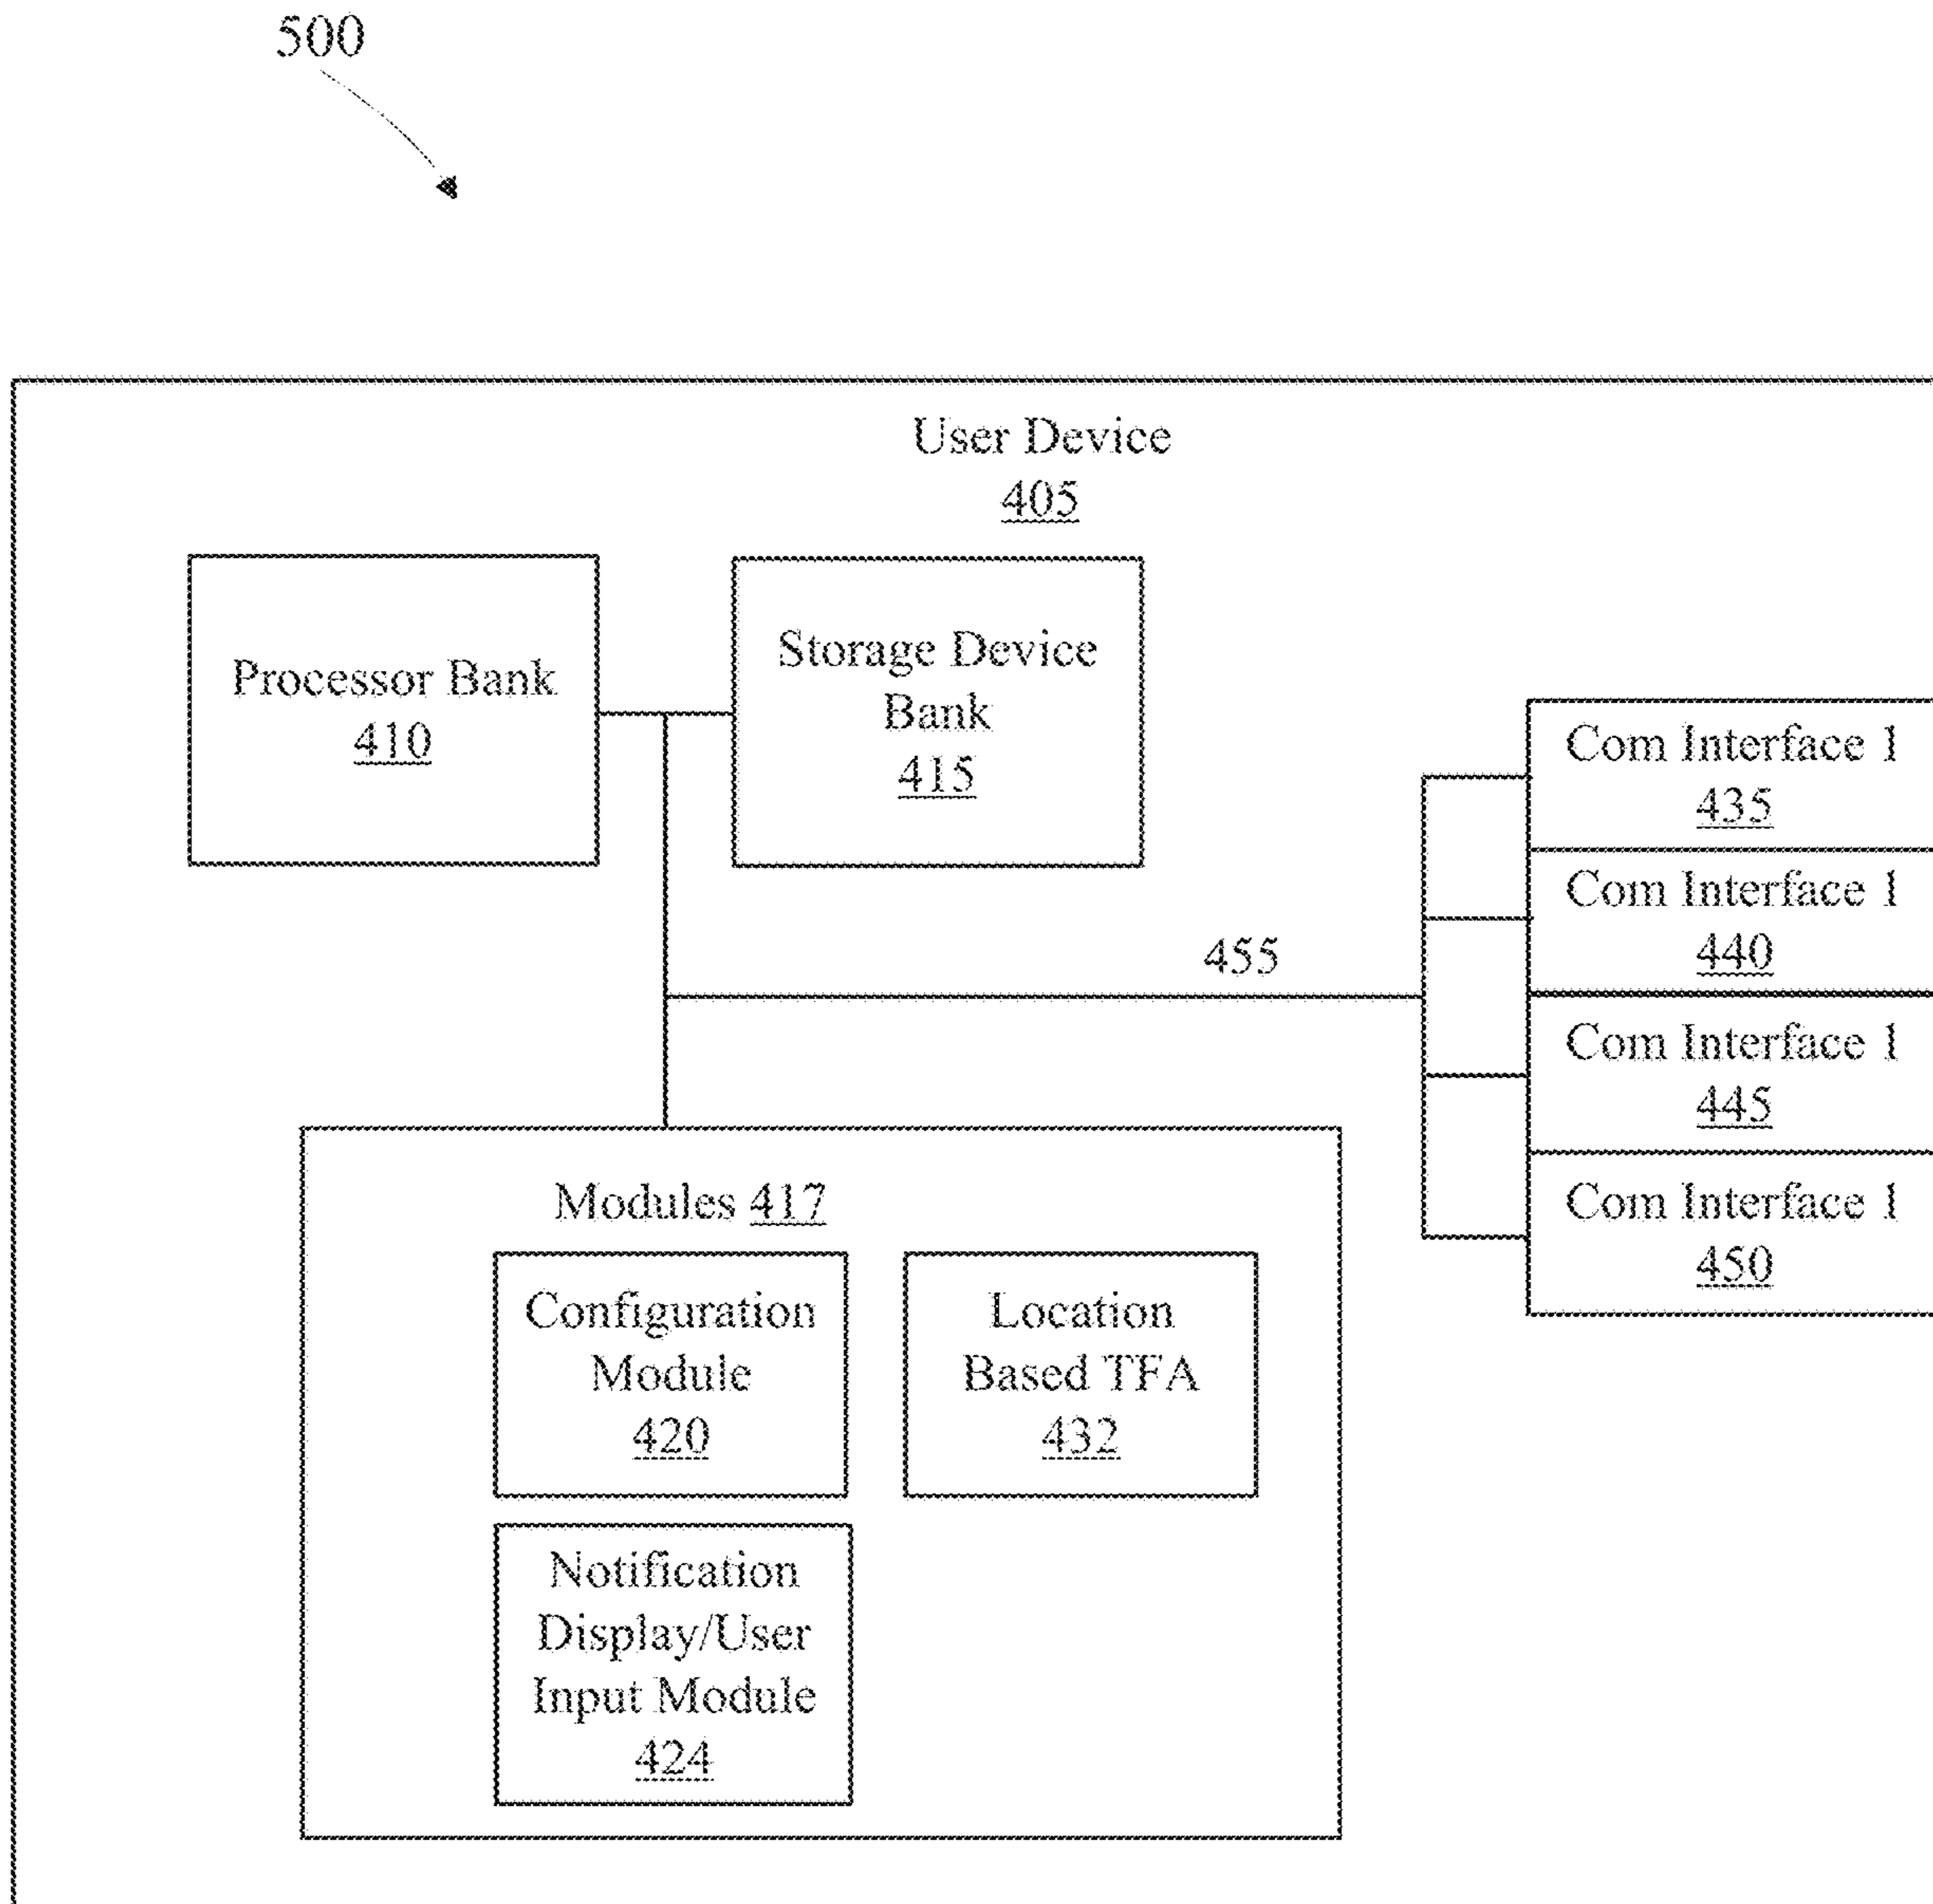 500
User Device
405
Processor Bank
410
Storage Device
Bank
415
Com Interface 1
435
Com Interface 1
440
455
Com Interface 1
445
Com Interface 1
450
Modules 417
Configuration
Module
420
Location
Based TFA
432
Notification
Display/User
Input Module
424